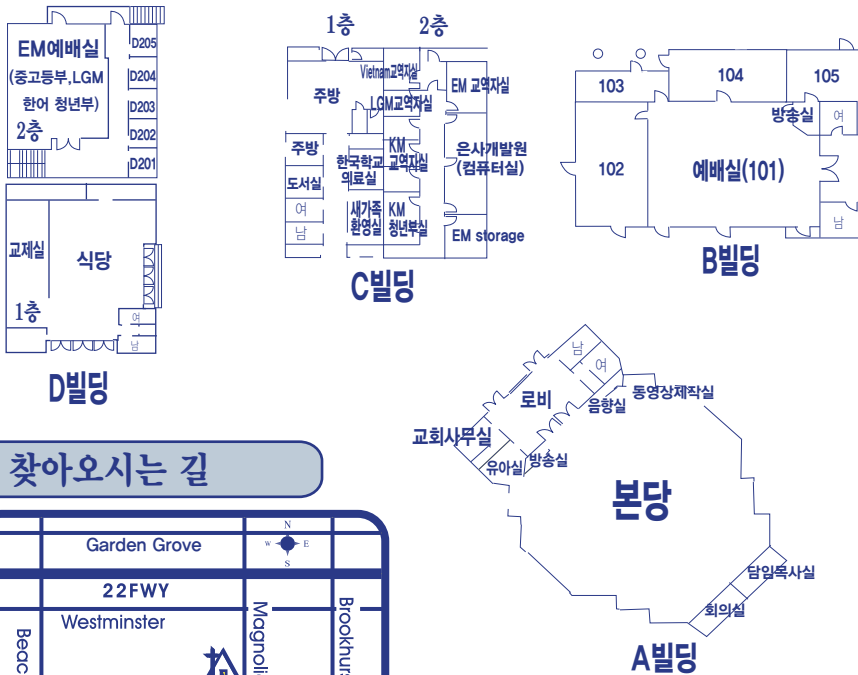 EM예배실
(중고등부,LGM
한어 청년부)
2층
D205
D204
D203
D202
D201
교제실
식당
1층
여
남
D빌딩
1층
2층
주방
Vietnam교역자실
EM 교역자실
LGM교역자실
주방
한국학교
의료실
KM
교역자실
은사개발원
(컴퓨터실)
도서실
여
남
새가족
환영실
KM
청년부실
EM storage
C빌딩
103
104
105
방송실
여
102
예배실(101)
남
B빌딩
남
여
로비
음향실
동영상제작실
교회사무실
유아실
방송실
본당
담임목사실
회의실
A빌딩
찾아오시는 길
Garden Grove
N
W
E
S
22FWY
Westminster
Beac
Magnoli
Brookhurs